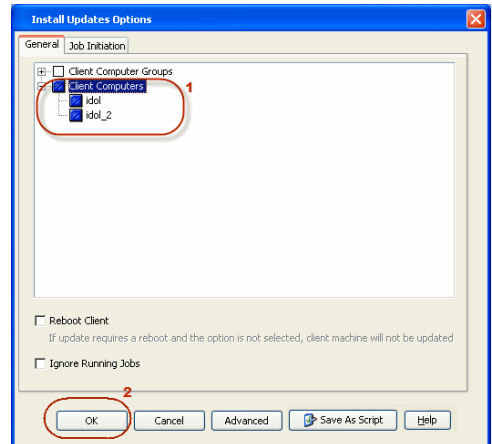 Install Updates Options
General Job Initiation
Client Computer Groups
Client Computers 1
idol
idol_2
Reboot Client
If update requires a reboot and the option is not selected, client machine will not be updated
Ignore Running Jobs
2
OK Cancel Advanced Save As Script Help